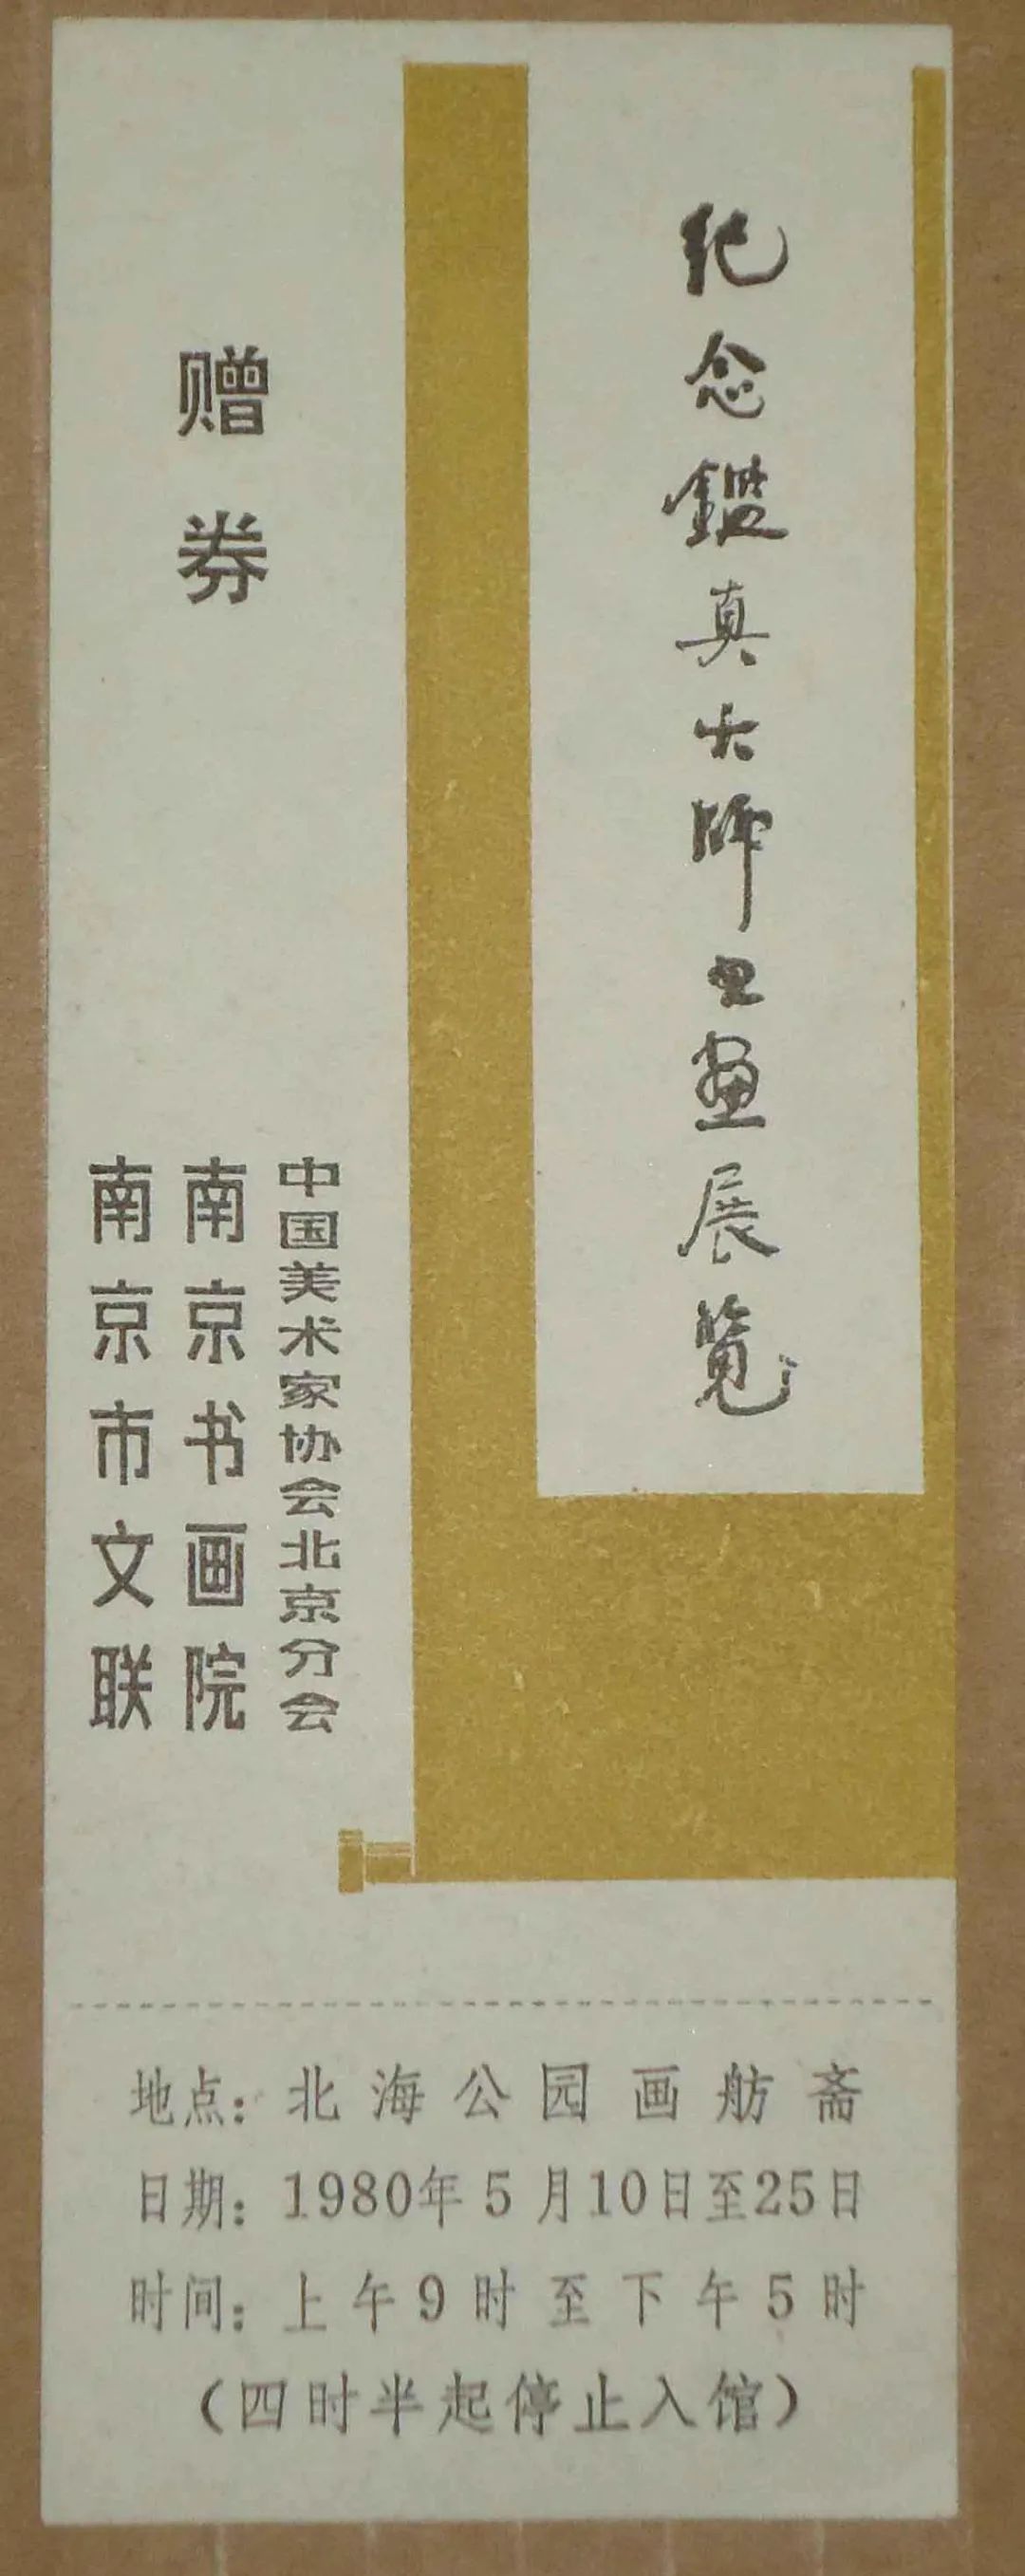 纪念鑑真大师书画展览
赠券
中国美术家协会北京分会
南京书画院
南京市文联
地点：北海公园画舫斋
日期：1980年5月10日至25日
时间：上午9时至下午5时
（四时半起停止入馆）